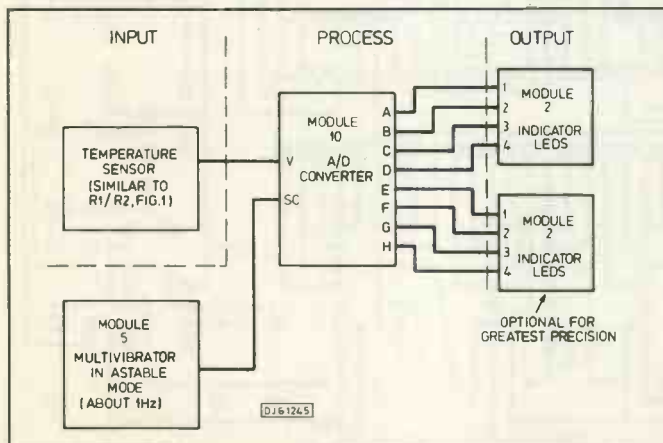 INPUT
PROCESS
OUTPUT
TEMPERATURE
SENSOR
(SIMILAR TO
R1/R2, FIG.1)
MODULE
5
MULTIVIBRATOR
IN ASTABLE
MODE
(ABOUT 1Hz)
V
SC
MODULE
10
A/D
CONVERTER
A
B
C
D
E
F
G
H
1
2
3
4
MODULE
2
INDICATOR
LEDS
1
2
3
4
MODULE
2
INDICATOR
LEDS
OPTIONAL FOR
GREATEST PRECISION
DJ61245